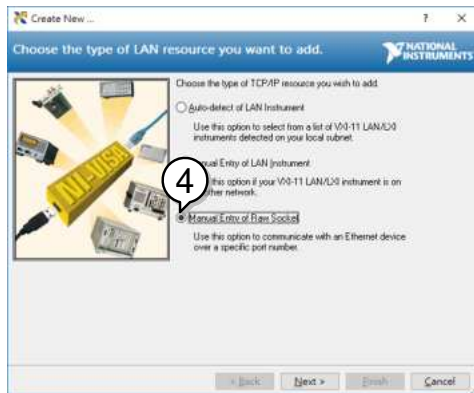 Create New ...
?
Choose the type of LAN resource you want to add.
NATIONAL
INSTRUMENTS
Choose the type of TCP/IP resource you wish to add.
Auto-detect of LAN Instrument
Use this option to select from a list of VXI-11 LAN/LXI
instruments detected on your local subnet.
anual Entry of LAN Instrument
this option if your VXI-11 LAN/LXI instrument is on
ther network.
4
Manual Entry of Raw Socket
Use this option to communicate with an Ethernet device
over a specific port number.
NI-VISA
< Back
Next >
Finish
Cancel